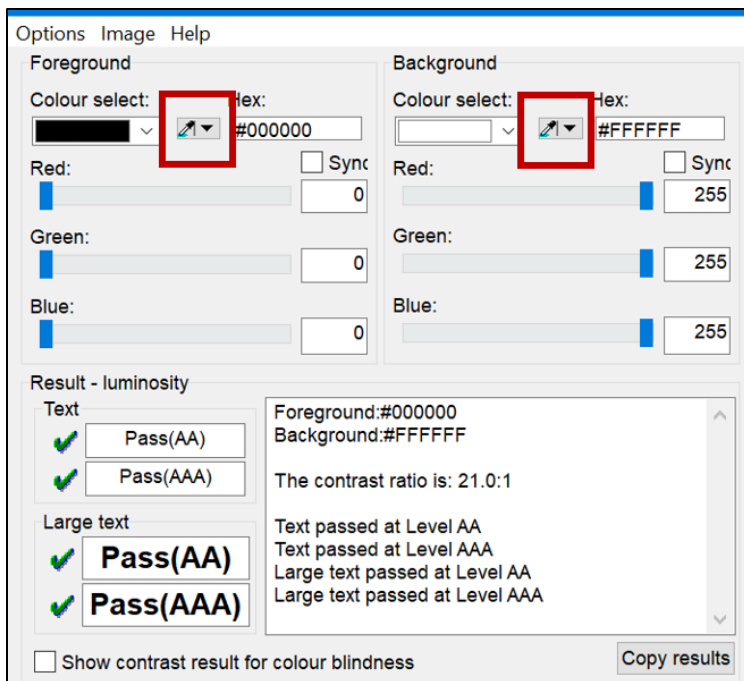 Options Image Help
Foreground
Colour select: Hex:
#000000
Sync
Red:
0
Green:
0
Blue:
0
Background
Colour select: Hex:
#FFFFFF
Sync
Red:
255
Green:
255
Blue:
255
Result - luminosity
Text
Pass(AA)
Pass(AAA)
Large text
Pass(AA)
Pass(AAA)
Foreground:#000000
Background:#FFFFFF
The contrast ratio is: 21.0:1
Text passed at Level AA
Text passed at Level AAA
Large text passed at Level AA
Large text passed at Level AAA
Show contrast result for colour blindness
Copy results